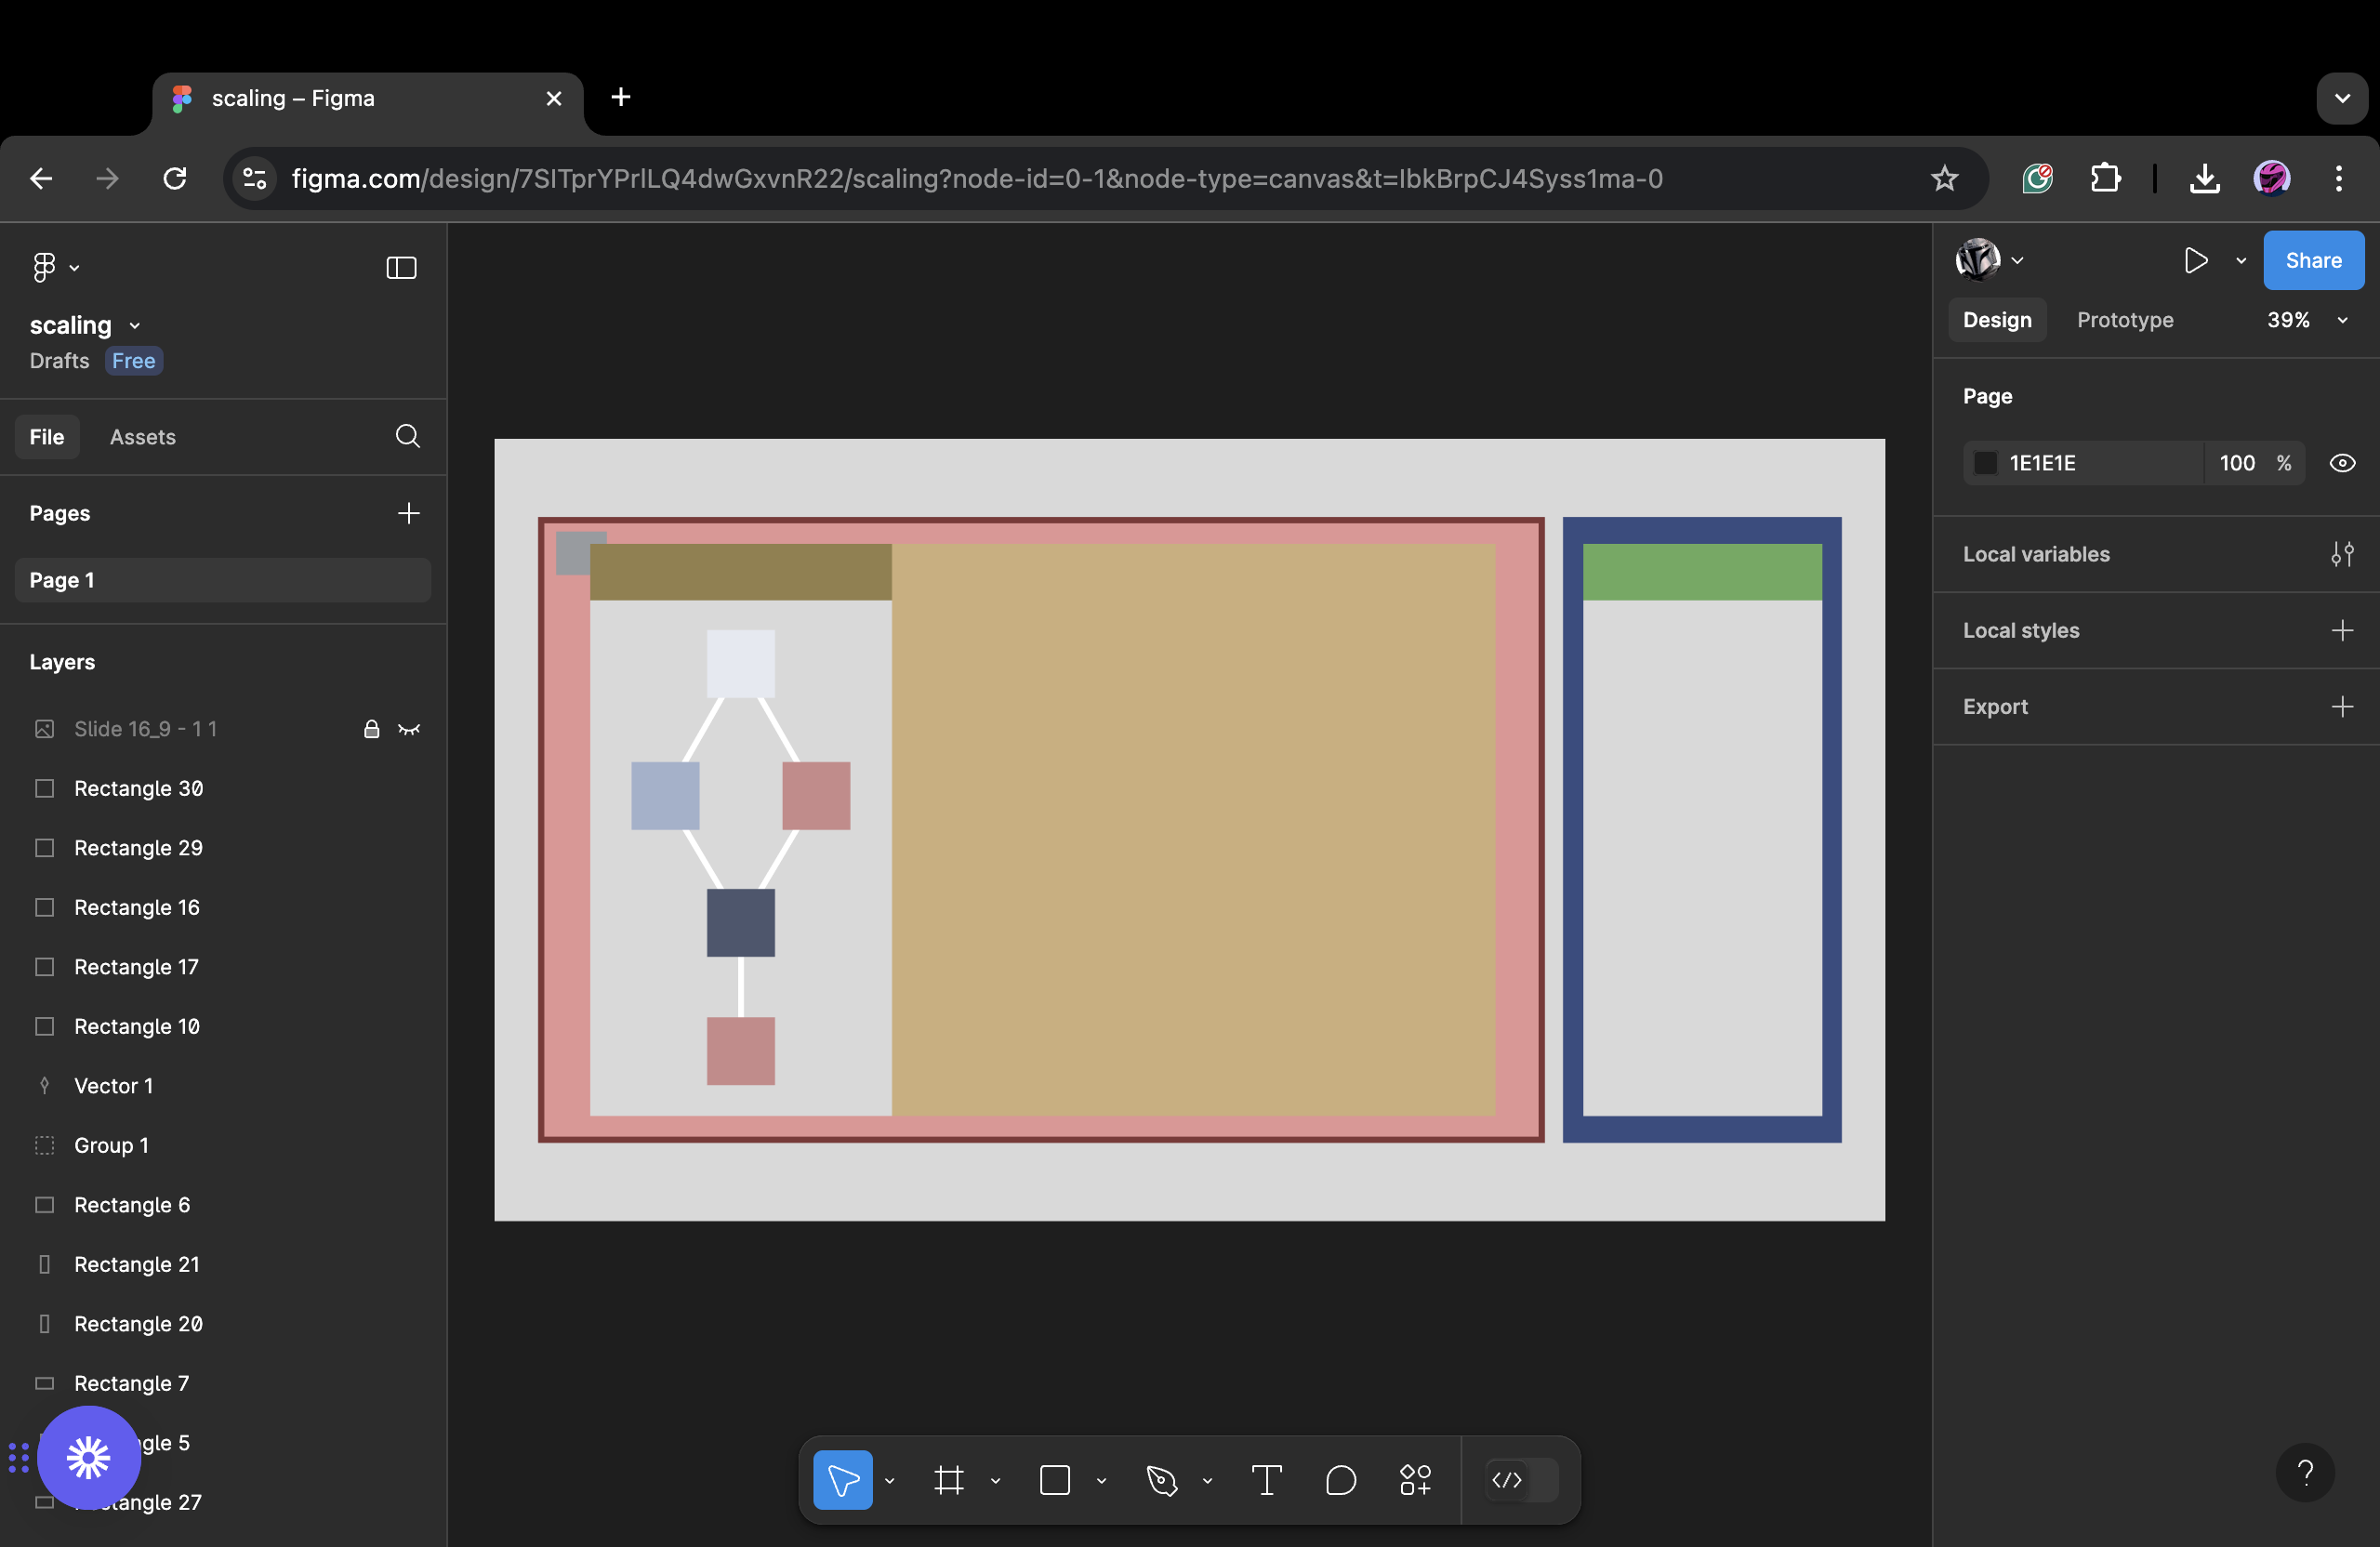 scaling – Figma
figma.com/design/7SITprYPrILQ4dwGxvnR22/scaling?node-id=0-1&node-type=canvas&t=IbkBrpCJ4Syss1ma-0
scaling
Drafts Free
File Assets
Pages
Page 1
Layers
Slide 16_9 - 1 1
Rectangle 30
Rectangle 29
Rectangle 16
Rectangle 17
Rectangle 10
Vector 1
Group 1
Rectangle 6
Rectangle 21
Rectangle 20
Rectangle 7
gle 5
tangle 27
Share
Design Prototype 39%
Page
1E1E1E 100 %
Local variables
Local styles
Export
?